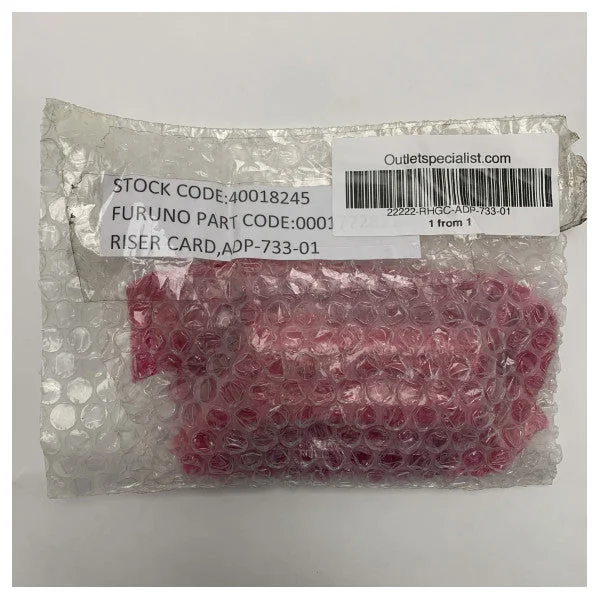 Outletspecialist.com
22222-RHGC-ADP-733-01
1 from 1
STOCK CODE:40018245
FURUNO PART CODE:
RISER CARD,ADP-733-01